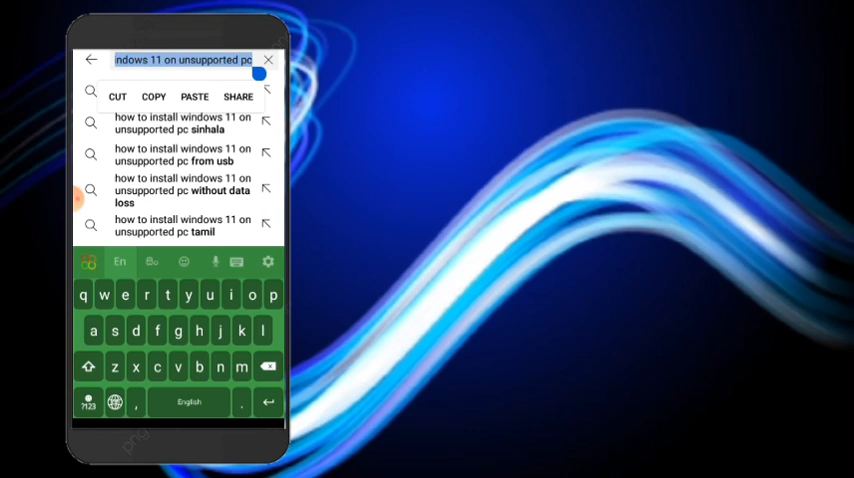 ndows 11 on unsupported pc
CUT COPY PASTE SHARE
how to install windows 11 on
unsupported pc sinhala
how to install windows 11 on
unsupported pc from usb
how to install windows 11 on
unsupported pc without data
loss
how to install windows 11 on
unsupported pc tamil
En
q w e r t y u i o p
a s d f g h j k l
z x c v b n m
?123 , English .
png